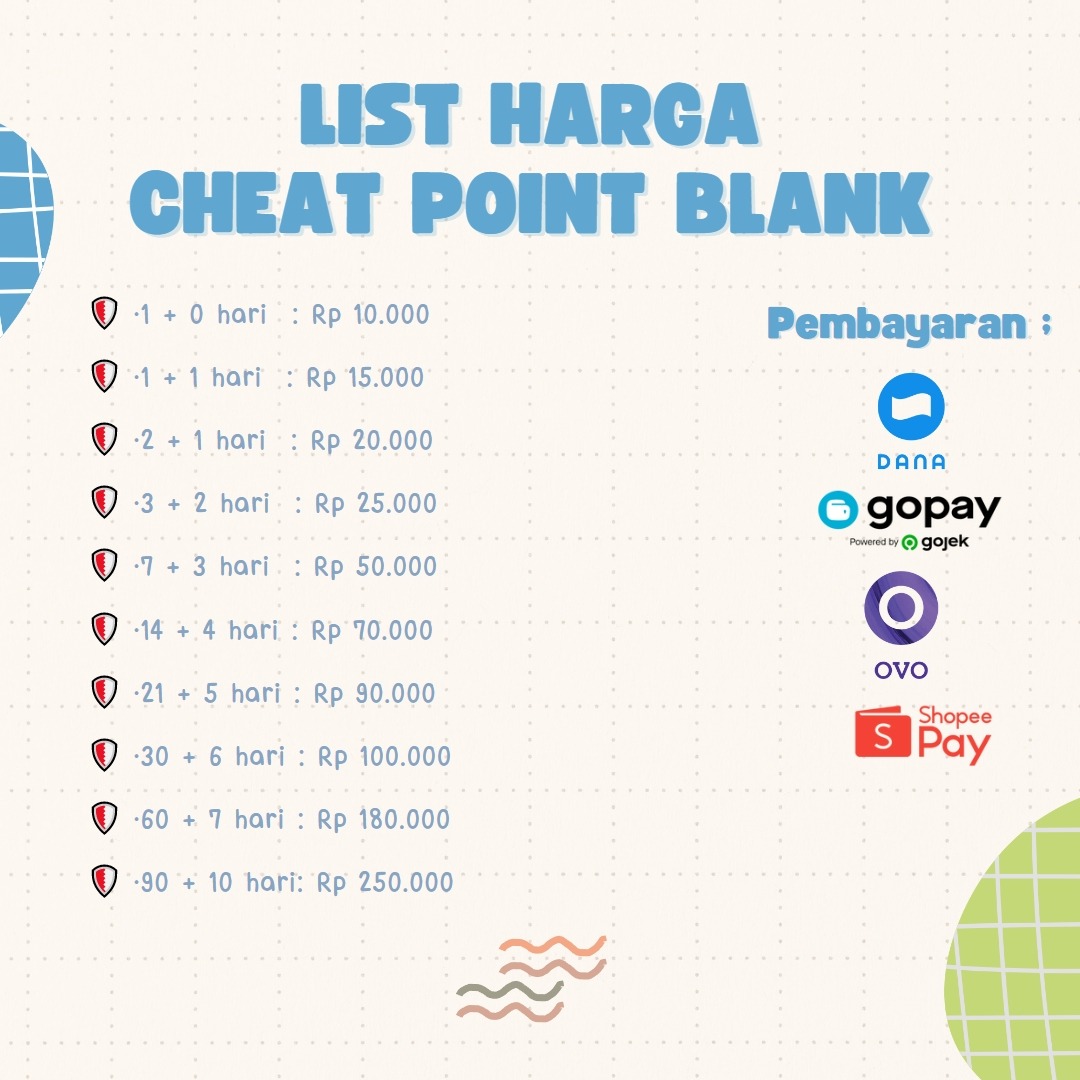 LIST HARGA
CHEAT POINT BLANK
·1 + 0 hari : Rp 10.000
·1 + 1 hari : Rp 15.000
·2 + 1 hari : Rp 20.000
·3 + 2 hari : Rp 25.000
·7 + 3 hari : Rp 50.000
·14 + 4 hari : Rp 70.000
·21 + 5 hari : Rp 90.000
·30 + 6 hari : Rp 100.000
·60 + 7 hari : Rp 180.000
·90 + 10 hari: Rp 250.000
Pembayaran ;
DANA
gopay
Powered by gojek
OVO
S
Shopee
Pay